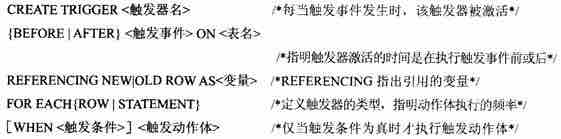 CREATE TRIGGER <触发器名> /*每当触发事件发生时，该触发器被激活*/
{BEFORE | AFTER} <触发事件> ON <表名>
/*指明触发器激活的时间是在执行触发事件前或后*/
REFERENCING NEW|OLD ROW AS<变量> /*REFERENCING 指出引用的变量*/
FOR EACH{ROW | STATEMENT} /*定义触发器的类型，指明动作体执行的频率*/
[WHEN <触发条件>] <触发动作体> /*仅当触发条件为真时才执行触发动作体*/